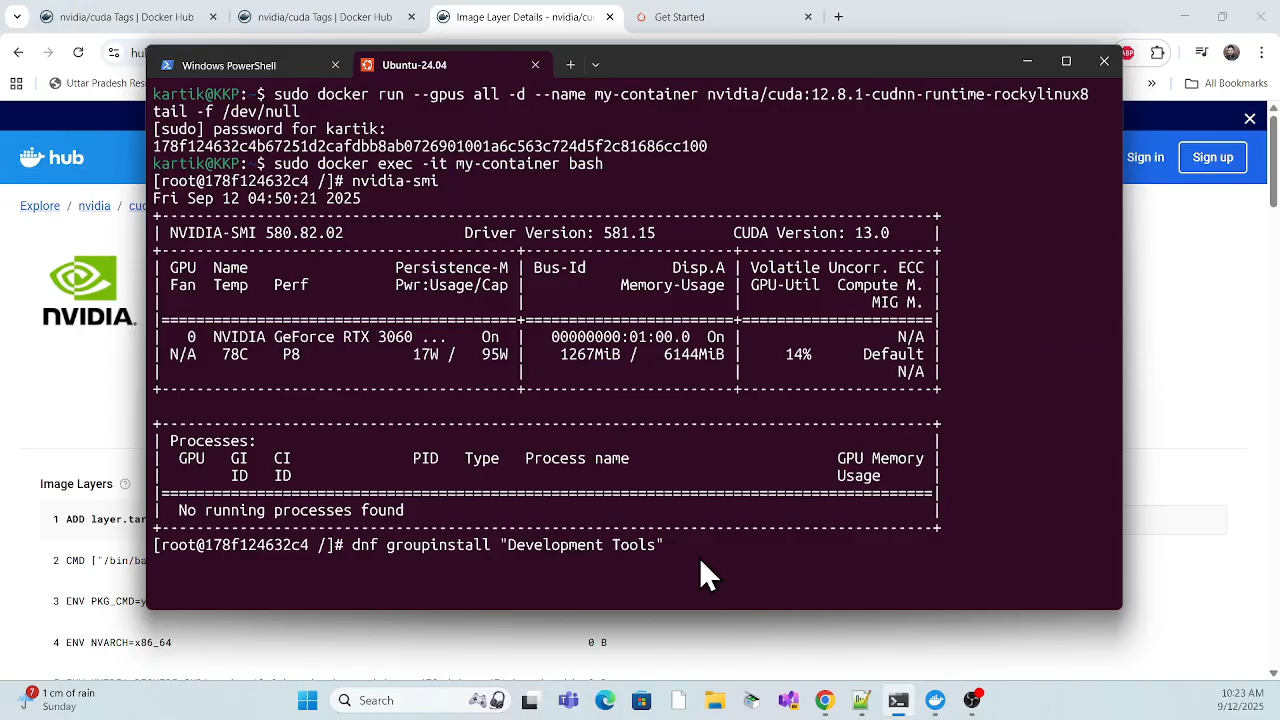 nvidia/cuda Tags | Docker
nvidia/cuda Tags | Docker
Image Layer Details - nvidia/cu
Get Started
hu
ABP
Uttar Pradesh
»
All Bookmarks
Windows PowerShell
Ubuntu-24.04
kartik@KKP:~$ sudo docker run --gpus all -d --name my-container nvidia/cuda:12.8.1-cudnn-runtime-rockylinux8
tail -f /dev/null
[sudo] password for kartik:
178f124632c4b67251d2cafdbb8ab0726901001a6c563c724d5f2c81686cc100
kartik@KKP:~$ sudo docker exec -it my-container bash
[root@178f124632c4 /]# nvidia-smi
Fri Sep 12 04:50:21 2025
| NVIDIA-SMI 580.82.02 Driver Version: 581.15 CUDA Version: 13.0 |
| GPU Name Persistence-M | Bus-Id Disp.A | Volatile Uncorr. ECC |
| Fan Temp Perf Pwr:Usage/Cap | Memory-Usage | GPU-Util Compute M. |
| | | MIG M. |
| 0 NVIDIA GeForce RTX 3060 ... On | 00000000:01:00.0 On | N/A |
| N/A 78C P8 17W / 95W | 1267MiB / 6144MiB | 14% Default |
| | | N/A |
| Processes: |
| GPU GI CI PID Type Process name GPU Memory |
| ID ID Usage |
| No running processes found |
[root@178f124632c4 /]# dnf groupinstall "Development Tools"
hub
Sign in
Sign up
Explore / nvidia / cu
NVIDIA.
Image Layers
1 ADD layer.tar
2 CMD ["/bin/ba
3 ENV PKG_CMD=y
4 ENV NVARCH=x86_64
0 B
7
1 cm of rain
Sunday
Search
10:23 AM
9/12/2025